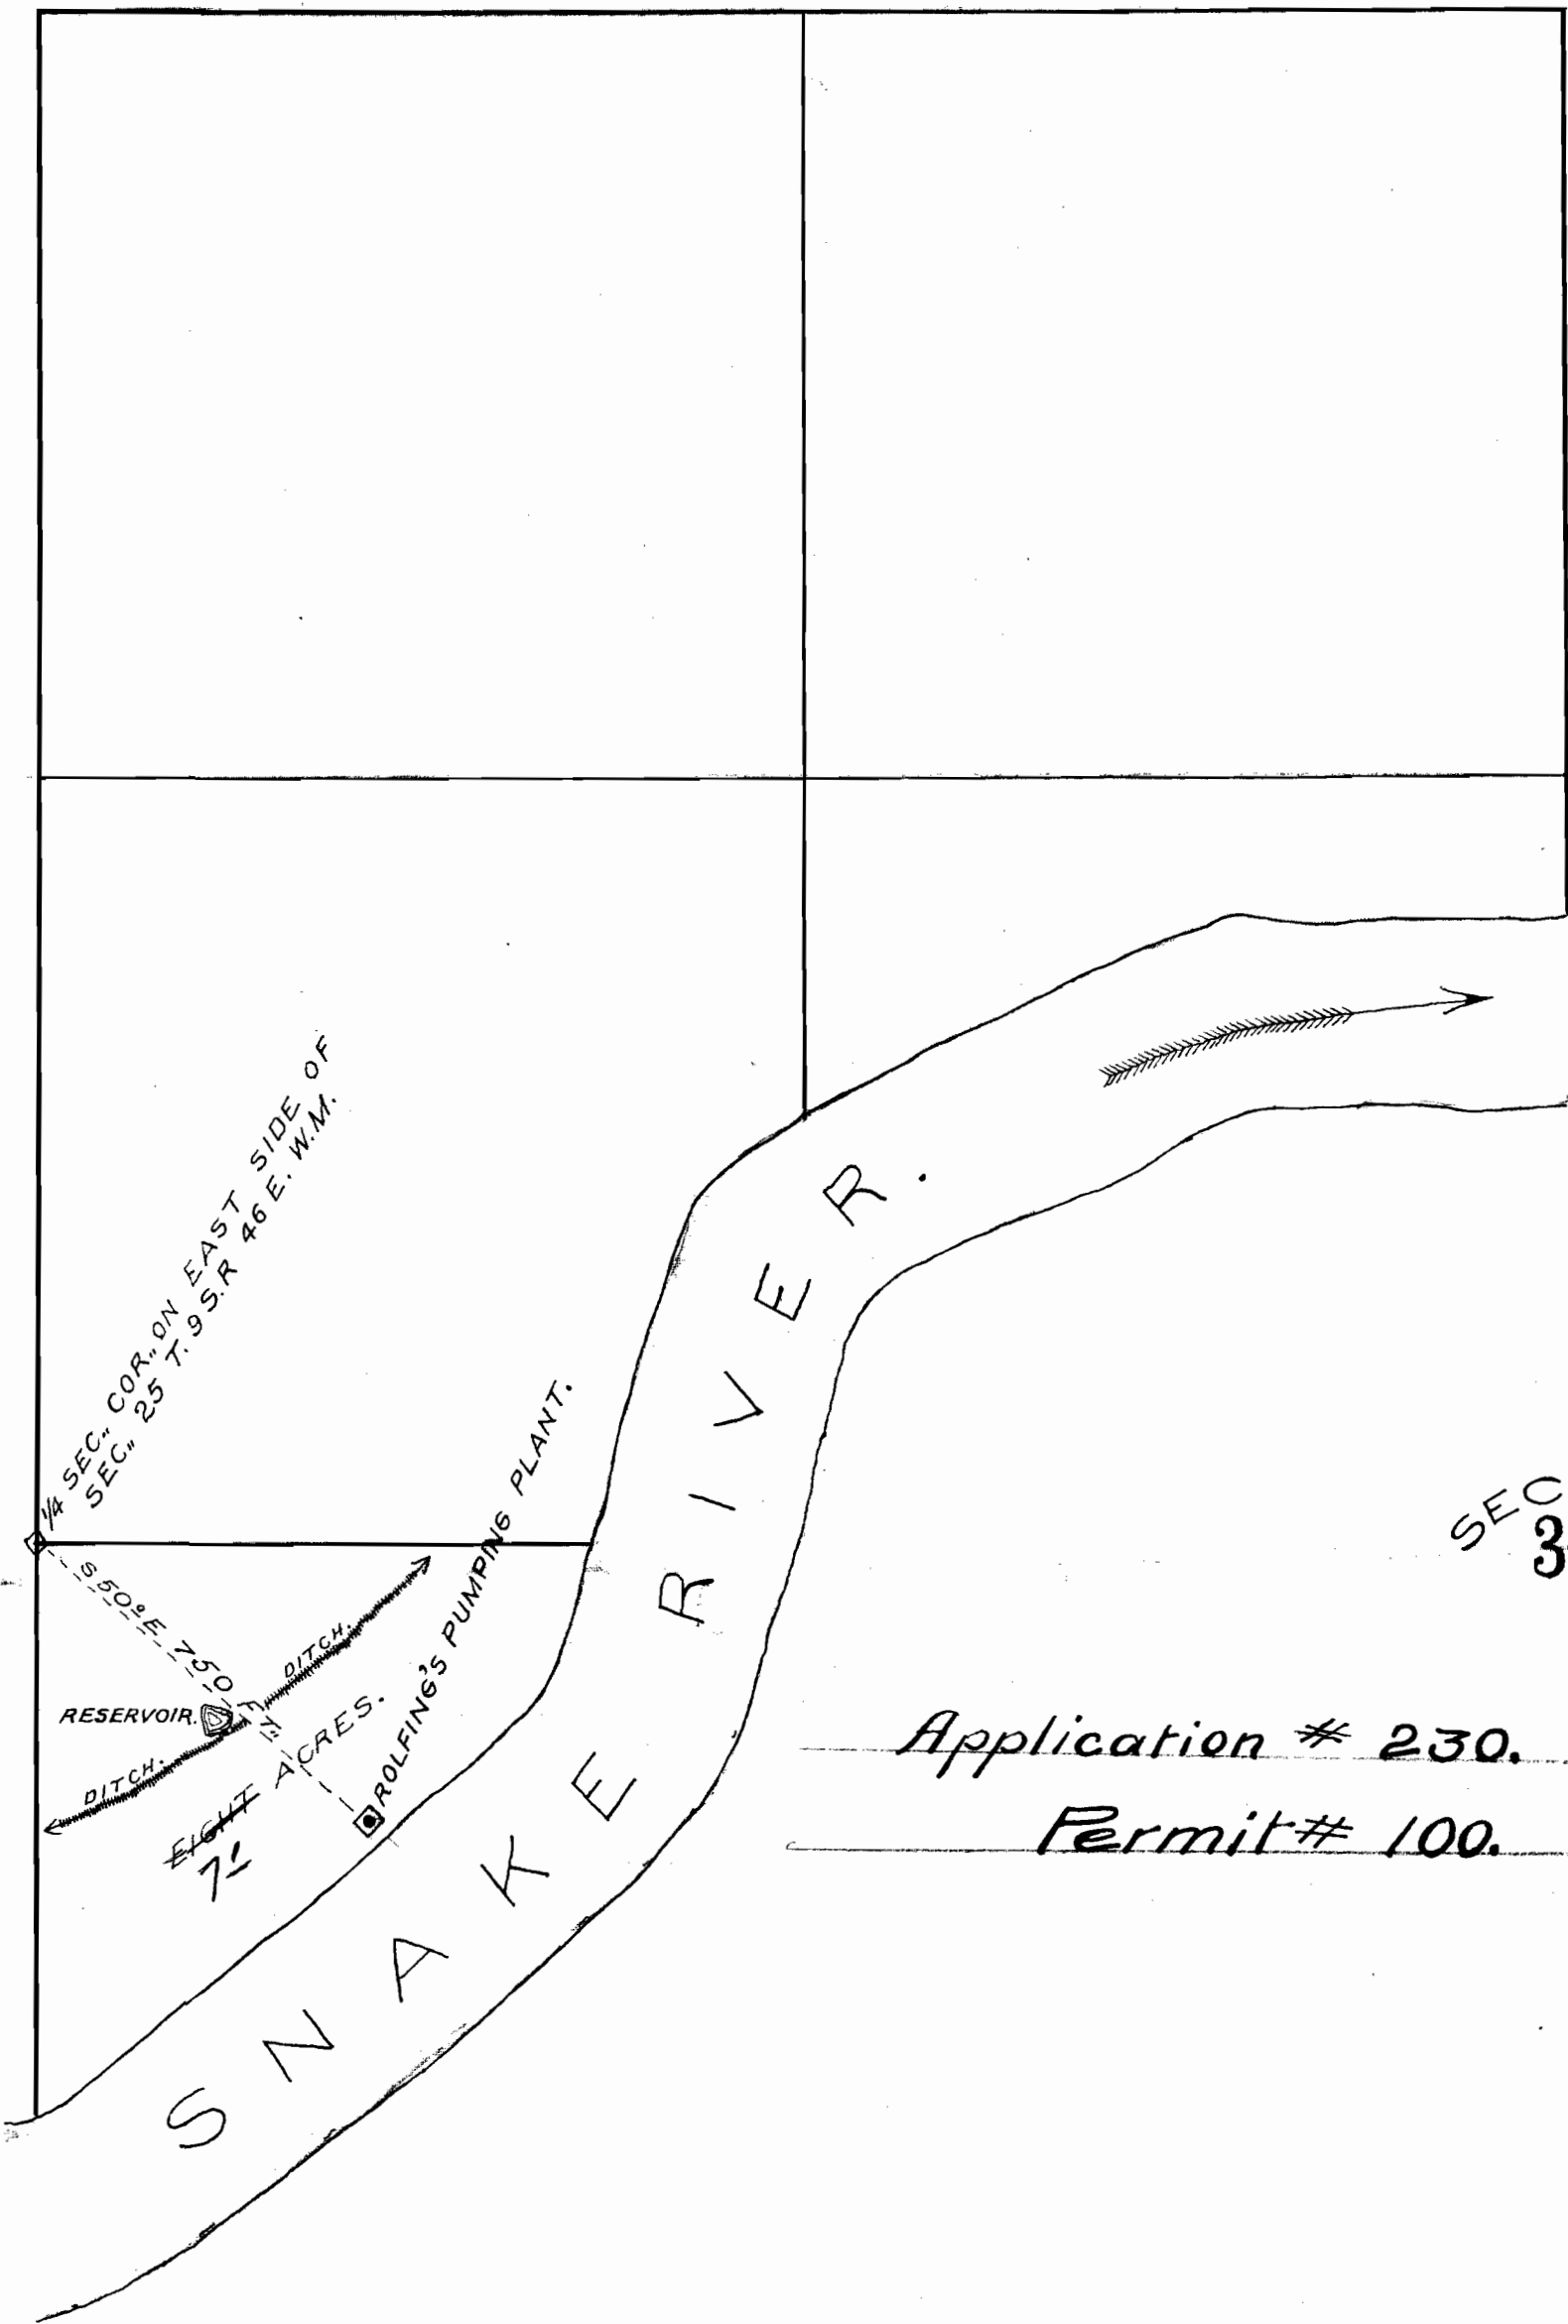 1/4 SEC., COR., ON EAST SIDE OF
SEC., 25 T. 9 S. R 46 E. W.M.
S 50° E 750 FT.
DITCH.
RESERVOIR.
DITCH.
EIGHT ACRES.
ROLFING'S PUMPING PLANT.
SNAKE RIVER.
SEC
3
Application # 230.
Permit # 100.